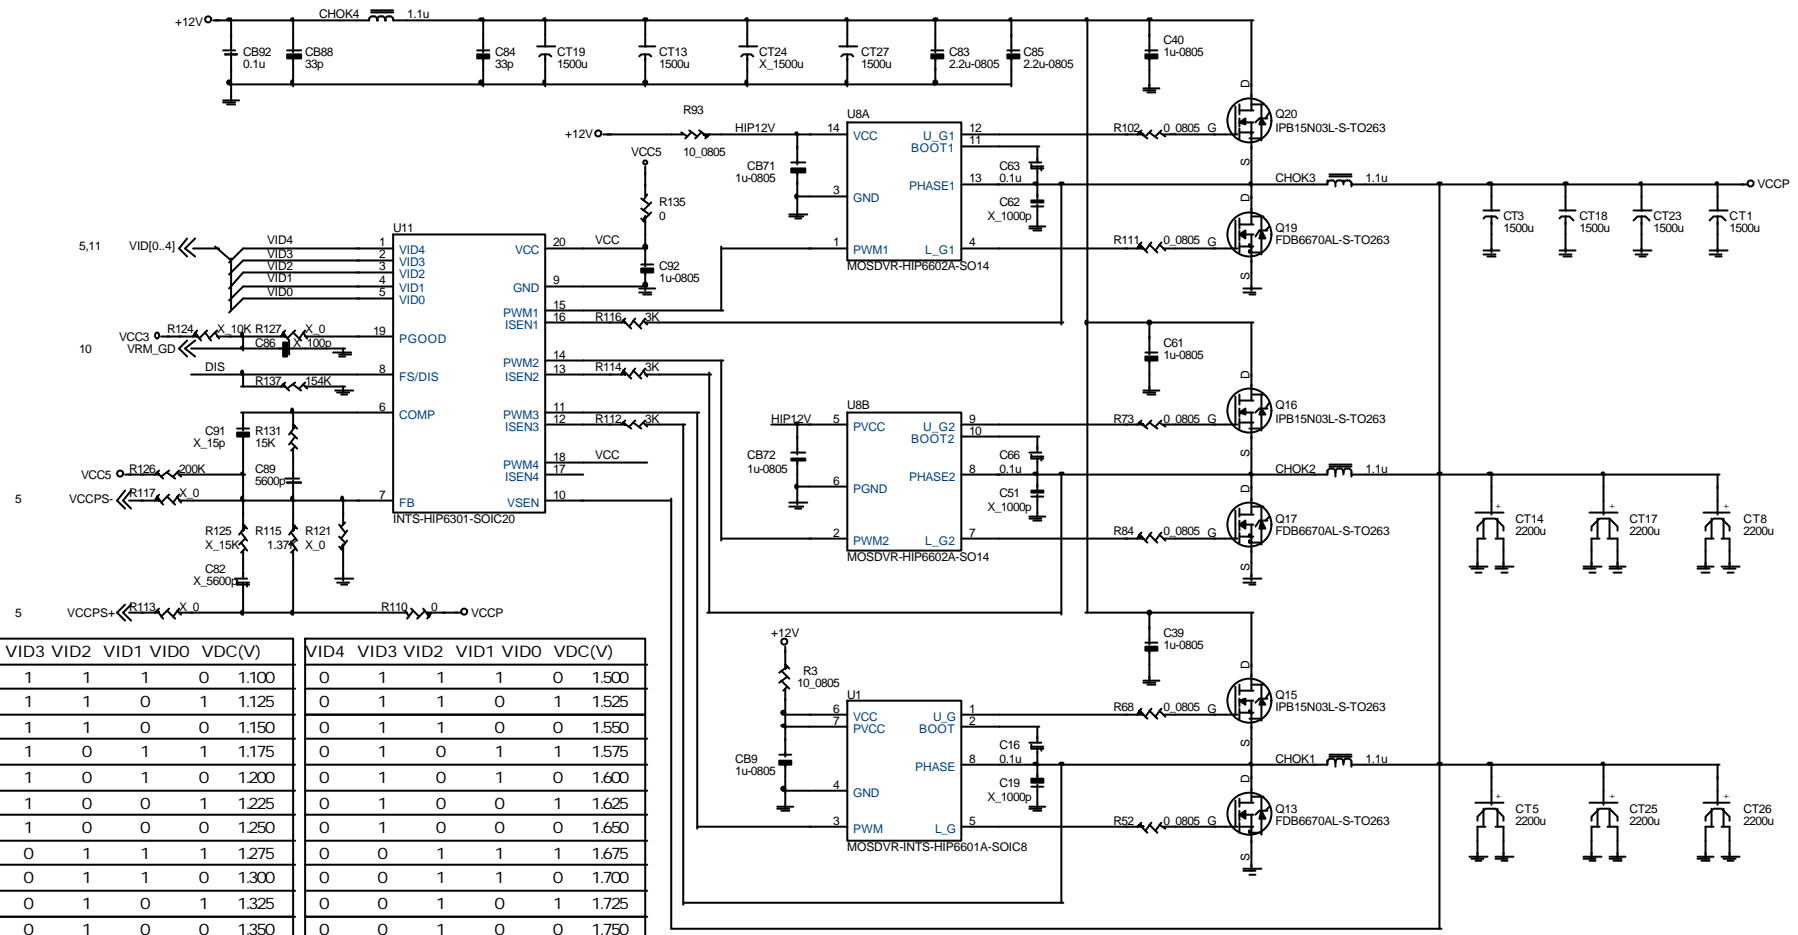 +12V CHOK4 1.1u
CB92 0.1u
CB88 33p
C84 33p
CT19 1500u
CT13 1500u
CT24 X_1500u
CT27 1500u
C83 2.2u-0805
C85 2.2u-0805
C40 1u-0805
D
Q20
IPB15N03L-S-TO263
S
+12V R93 10_0805 HIP12V
CB71 1u-0805
U8A
14 VCC
3 GND
1 PWM1
U_G1 12
BOOT1 11
PHASE1 13
L_G1 4
MOSDVR-HIP6602A-SO14
R102 0_0805 G
C63 0.1u
C62 X_1000p
CHOK3 1.1u
VCCP
D
Q19
FDB6670AL-S-TO263
S
R111 0_0805 G
CT3 1500u
CT18 1500u
CT23 1500u
CT1 1500u
VCC5
R135 0
C92 1u-0805
VCC
5,11 VID[0..4]
VID4
VID3
VID2
VID1
VID0
U11
1 VID4
2 VID3
3 VID2
4 VID1
5 VID0
19 PGOOD
8 FS/DIS
6 COMP
7 FB
VCC 20
GND 9
PWM1 15
ISEN1 16
PWM2 14
ISEN2 13
PWM3 11
ISEN3 12
PWM4 18 VCC
ISEN4 17
VSEN 10
INTS-HIP6301-SOIC20
R116 3K
R114 3K
R112 3K
VCC3 R124 X_10K R127 X_0
10 VRM_GD C86 X_100p
DIS
R137 154K
C91 X_15p
R131 15K
VCC5 R126 200K
C89 5600p
5 VCCPS- R117 X_0
R125 X_15K
R115 1.37K
R121 X_0
C82 X_5600p
5 VCCPS+ R113 X_0
R110 0 VCCP
C61 1u-0805
D
Q16
IPB15N03L-S-TO263
S
HIP12V
CB72 1u-0805
U8B
5 PVCC
6 PGND
2 PWM2
U_G2 9
BOOT2 10
PHASE2 8
L_G2 7
MOSDVR-HIP6602A-SO14
R73 0_0805 G
C66 0.1u
C51 X_1000p
CHOK2 1.1u
D
Q17
FDB6670AL-S-TO263
S
R84 0_0805 G
+ CT14 2200u
+ CT17 2200u
+ CT8 2200u
C39 1u-0805
D
Q15
IPB15N03L-S-TO263
S
+12V
R3 10_0805
CB9 1u-0805
U1
6 VCC
7 PVCC
4 GND
3 PWM
U_G 1
BOOT 2
PHASE 8
L_G 5
MOSDVR-INTS-HIP6601A-SOIC8
R68 0_0805 G
C16 0.1u
C19 X_1000p
CHOK1 1.1u
D
Q13
FDB6670AL-S-TO263
S
R52 0_0805 G
+ CT5 2200u
+ CT25 2200u
+ CT26 2200u
VID3 VID2 VID1 VID0 VDC(V) VID4 VID3 VID2 VID1 VID0 VDC(V)
1 1 1 0 1.100 0 1 1 1 0 1.500
1 1 0 1 1.125 0 1 1 0 1 1.525
1 1 0 0 1.150 0 1 1 0 0 1.550
1 0 1 1 1.175 0 1 0 1 1 1.575
1 0 1 0 1.200 0 1 0 1 0 1.600
1 0 0 1 1.225 0 1 0 0 1 1.625
1 0 0 0 1.250 0 1 0 0 0 1.650
0 1 1 1 1.275 0 0 1 1 1 1.675
0 1 1 0 1.300 0 0 1 1 0 1.700
0 1 0 1 1.325 0 0 1 0 1 1.725
0 1 0 0 1.350 0 0 1 0 0 1.750